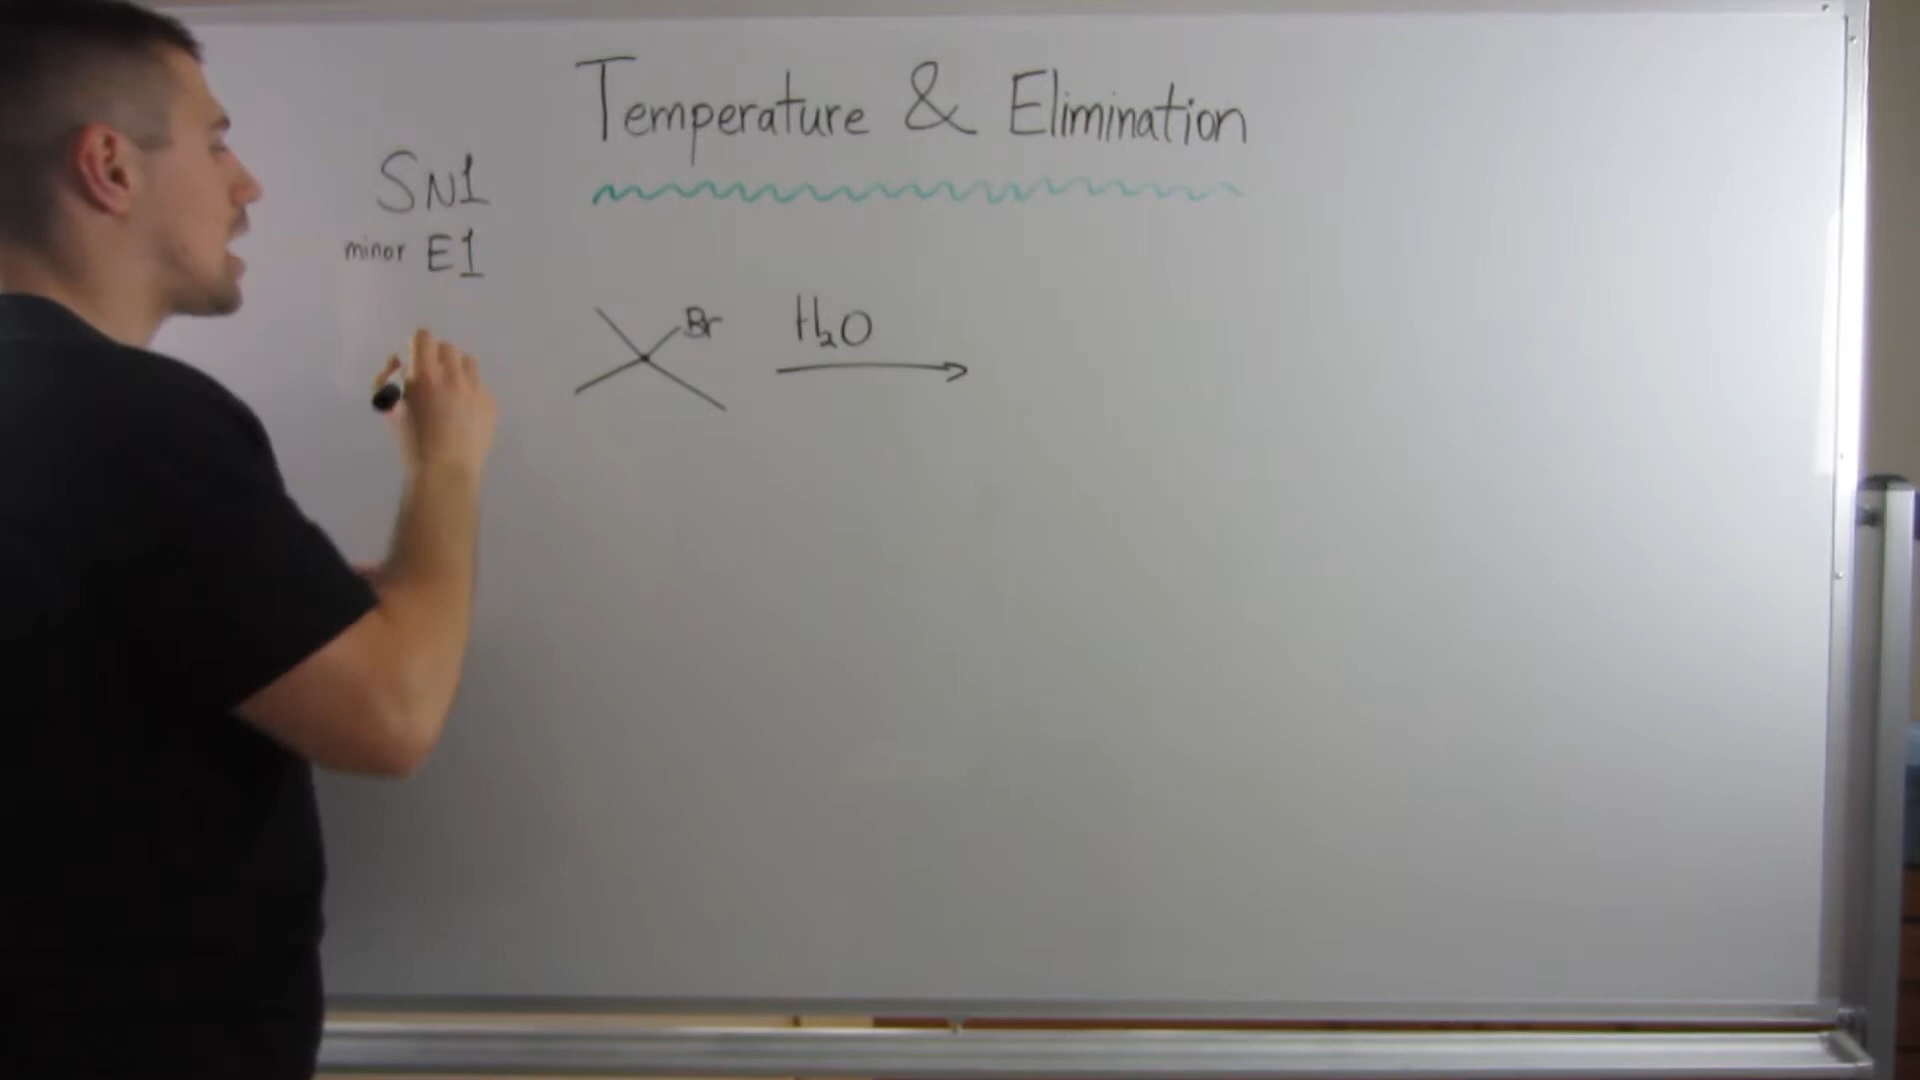 Temperature & Elimination
SN1
minor E1
Br H₂O